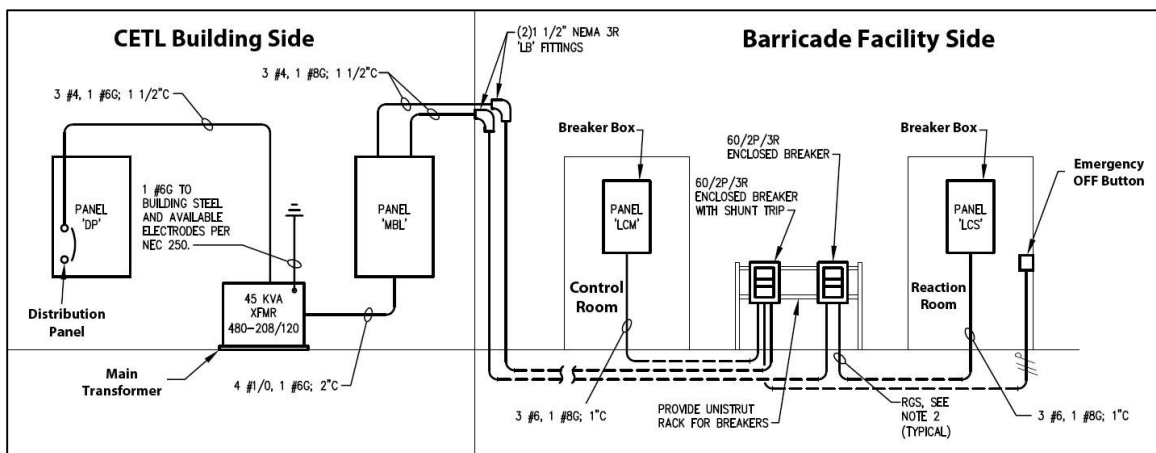 CETL Building Side
Barricade Facility Side
(2)1 1/2" NEMA 3R
'LB' FITTINGS
3 #4, 1 #8G; 1 1/2"C
3 #4, 1 #6G; 1 1/2"C
Breaker Box
60/2P/3R
ENCLOSED BREAKER
Breaker Box
Emergency
OFF Button
60/2P/3R
ENCLOSED BREAKER
WITH SHUNT TRIP
PANEL
'DP'
1 #6G TO
BUILDING STEEL
AND AVAILABLE
ELECTRODES PER
NEC 250.
PANEL
'MBL'
PANEL
'LCM'
PANEL
'LCS'
Distribution
Panel
45 KVA
XFMR
480-208/120
Control
Room
Reaction
Room
Main
Transformer
4 #1/0, 1 #6G; 2"C
3 #6, 1 #8G; 1"C
PROVIDE UNISTRUT
RACK FOR BREAKERS
RGS, SEE
NOTE 2
(TYPICAL)
3 #6, 1 #8G; 1"C
P